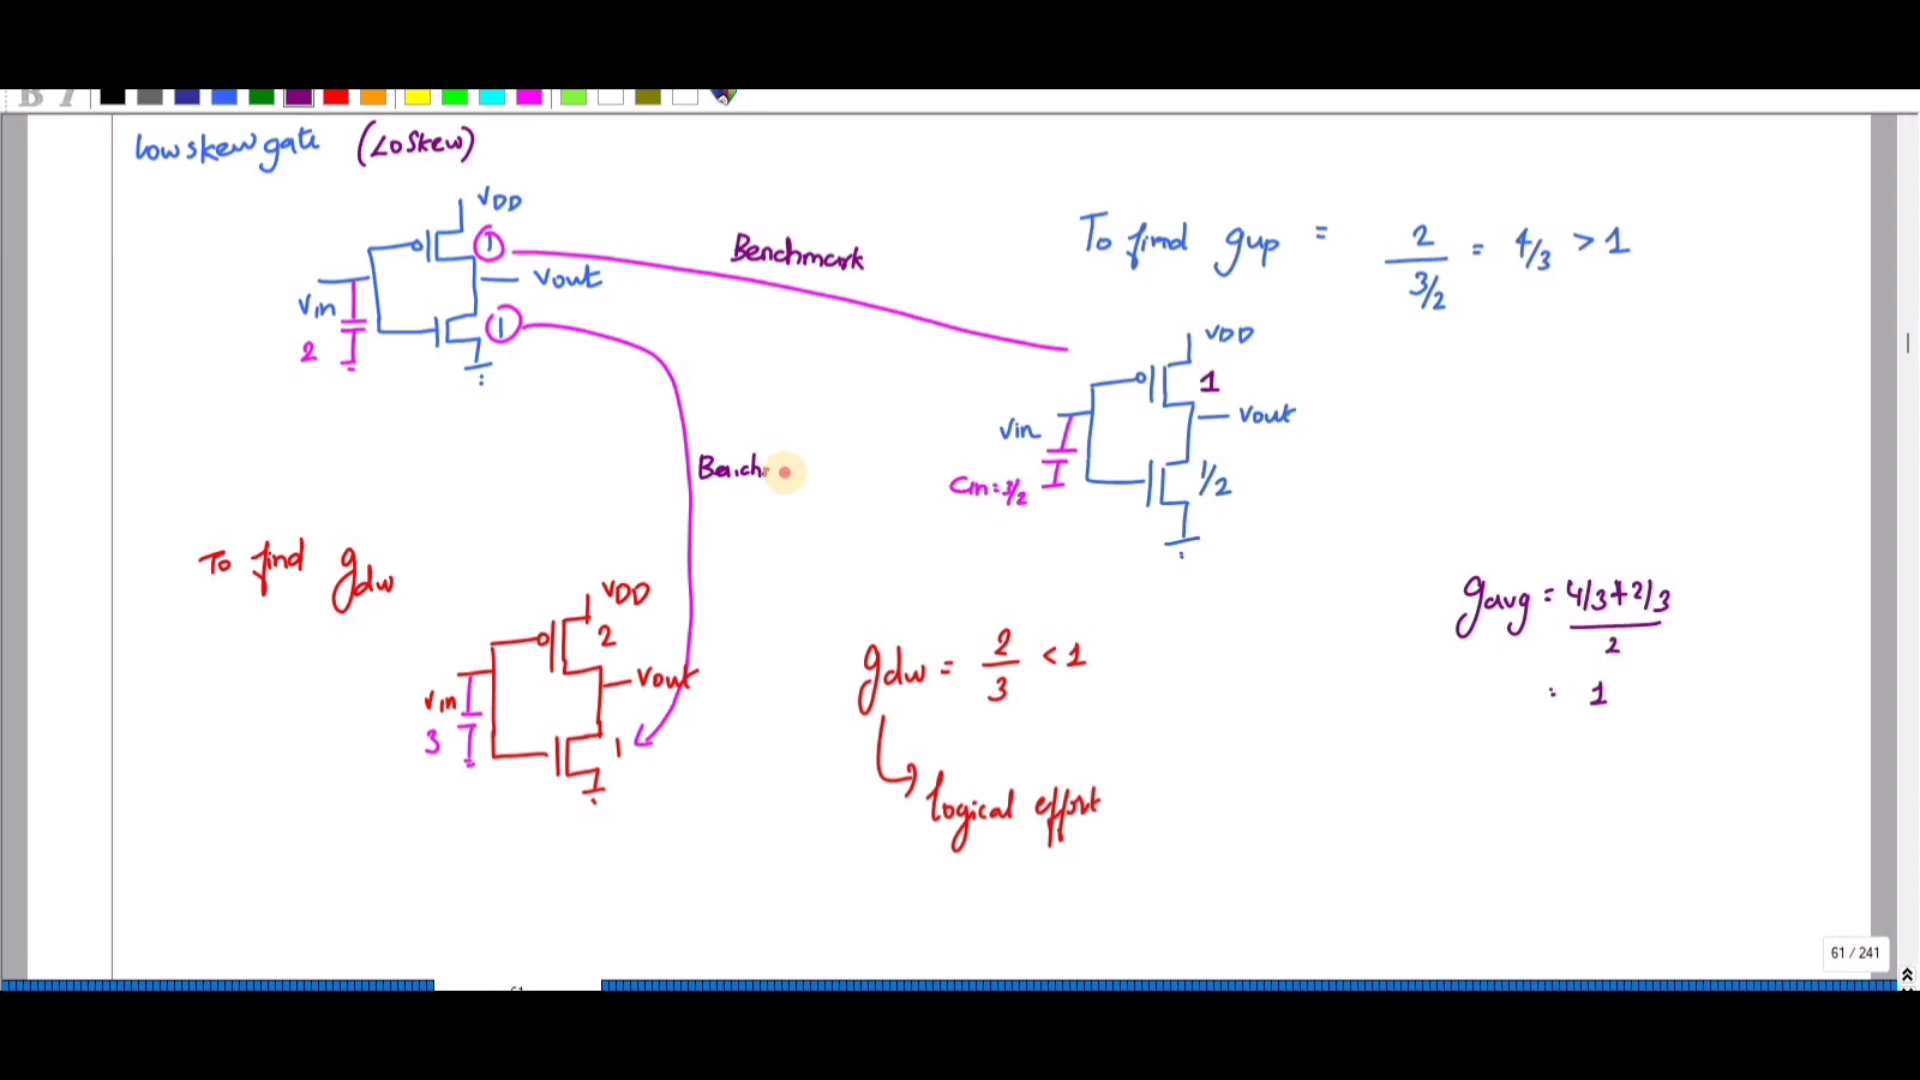 B I
low skew gate (LoSkew)
VDD
1
Vout
Vin
1
2
Benchmark
To find gup = 2 / 3/2 = 4/3 > 1
VDD
1
Vout
Vin
Cin = 3/2
1/2
To find gdw
VDD
2
Vout
Vin
3
1
gdw = 2/3 < 1
logical effort
gavg = 4/3 + 2/3 / 2
: 1
61 / 241